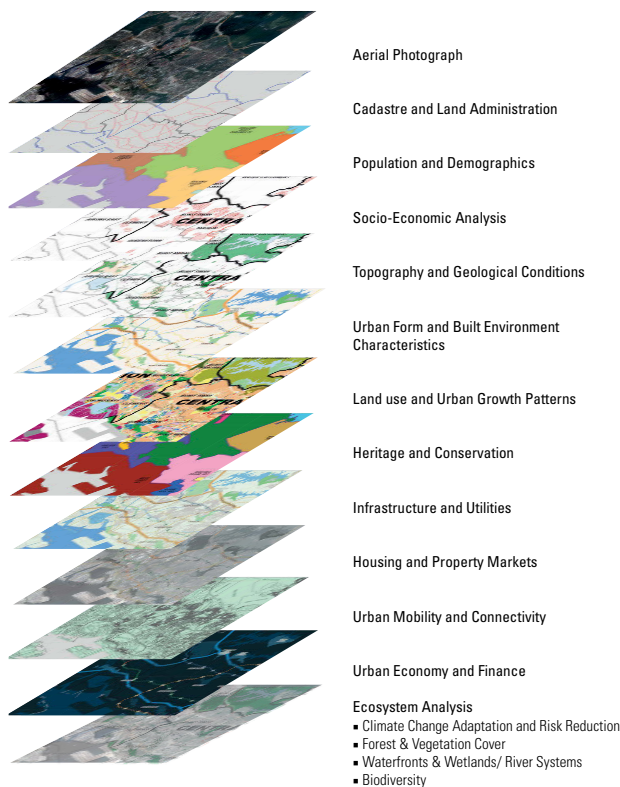 Aerial Photograph
Cadastre and Land Administration
Population and Demographics
Socio-Economic Analysis
CENTRA
Topography and Geological Conditions
CENTRA
Urban Form and Built Environment
Characteristics
Land use and Urban Growth Patterns
CENTRA
Heritage and Conservation
Infrastructure and Utilities
Housing and Property Markets
Urban Mobility and Connectivity
Urban Economy and Finance
Ecosystem Analysis
▪ Climate Change Adaptation and Risk Reduction
▪ Forest & Vegetation Cover
▪ Waterfronts & Wetlands/ River Systems
▪ Biodiversity